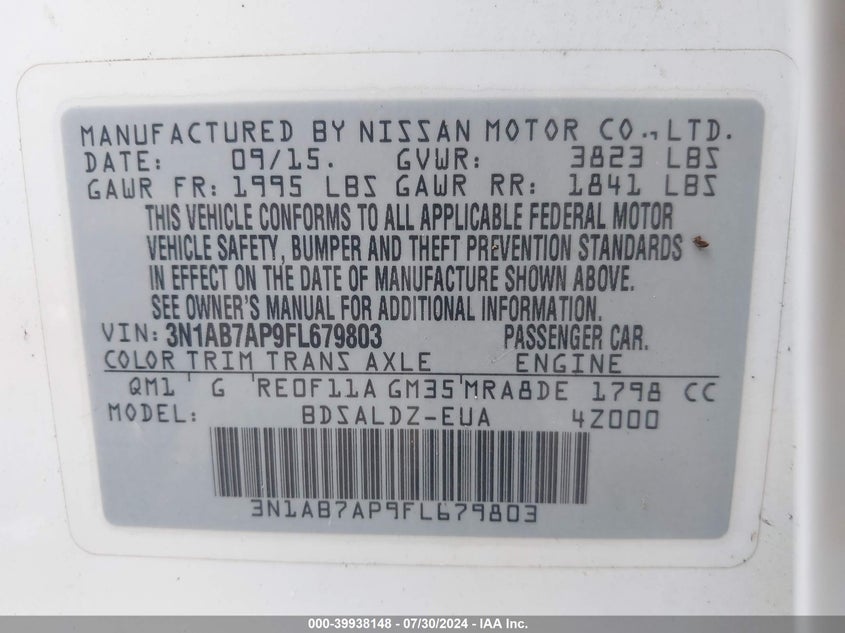 MANUFACTURED BY NISSAN MOTOR CO., LTD.
DATE: 09/15. GVWR: 3823 LBS
GAWR FR: 1995 LBS GAWR RR: 1841 LBS
THIS VEHICLE CONFORMS TO ALL APPLICABLE FEDERAL MOTOR
VEHICLE SAFETY, BUMPER AND THEFT PREVENTION STANDARDS
IN EFFECT ON THE DATE OF MANUFACTURE SHOWN ABOVE.
SEE OWNER'S MANUAL FOR ADDITIONAL INFORMATION.
VIN: 3N1AB7AP9FL679803 PASSENGER CAR.
COLOR TRIM TRANS AXLE ENGINE
QM1 G RE0F11A GM35 MRA8DE 1798 CC
MODEL: BDSALDZ-EUA 4Z000
3N1AB7AP9FL679803
000-39938148 - 07/30/2024 - IAA Inc.